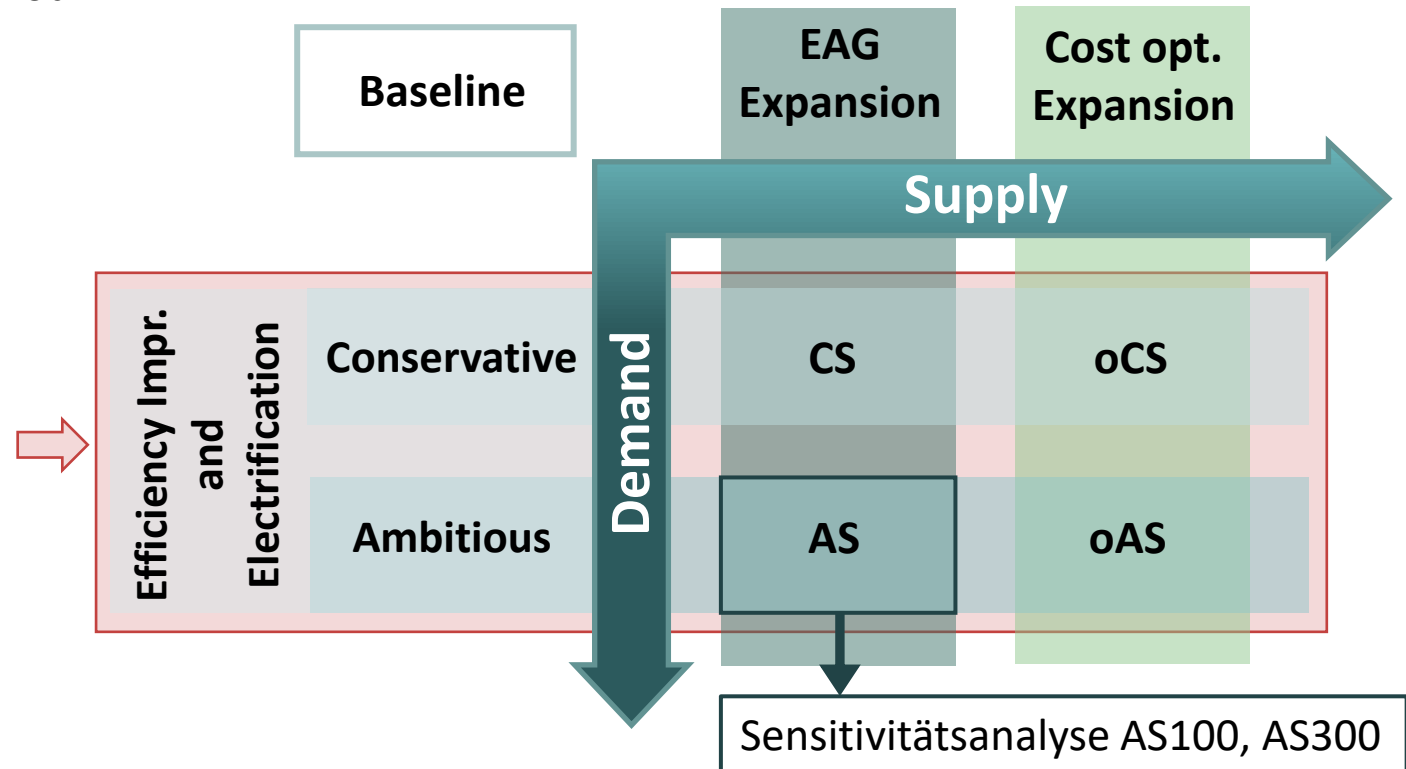 Baseline
EAG
Expansion
Cost opt.
Expansion
Supply
Demand
Efficiency Impr.
and
Electrification
Conservative
CS
oCS
Ambitious
AS
oAS
Sensitivitätsanalyse AS100, AS300